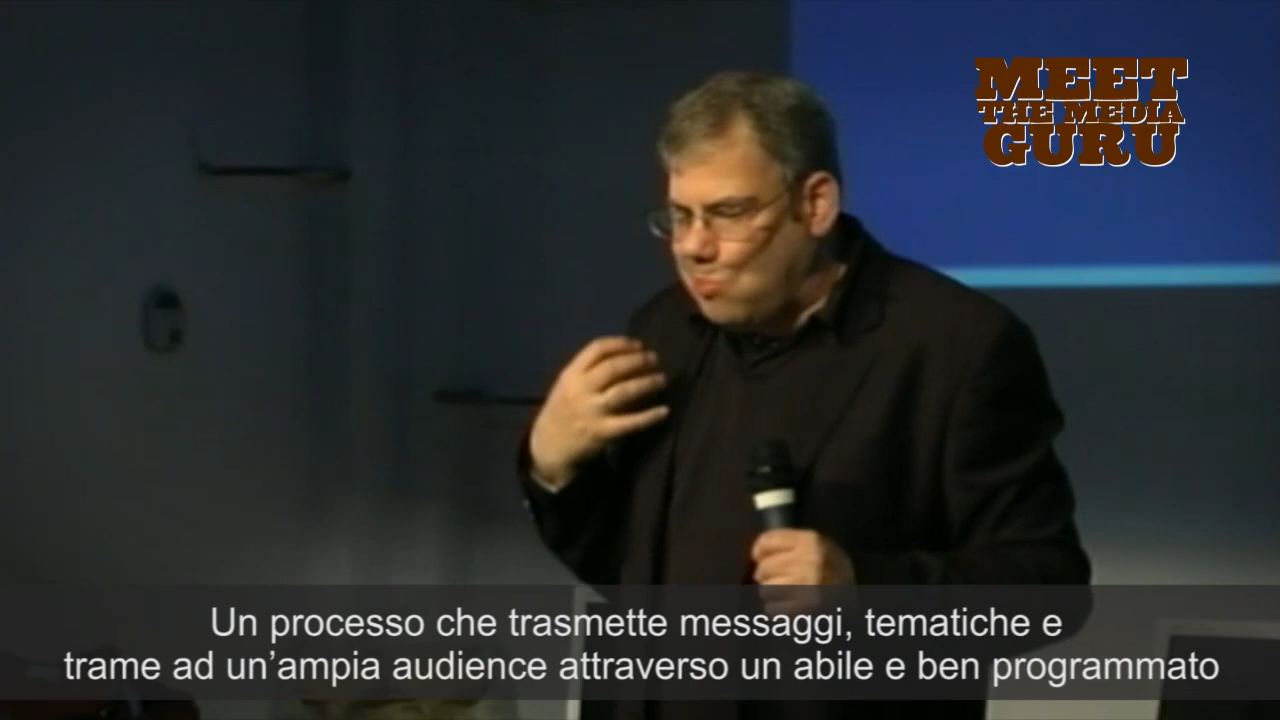 MEET
THE MEDIA
GURU
Un processo che trasmette messaggi, tematiche e
trame ad un'ampia audience attraverso un abile e ben programmato